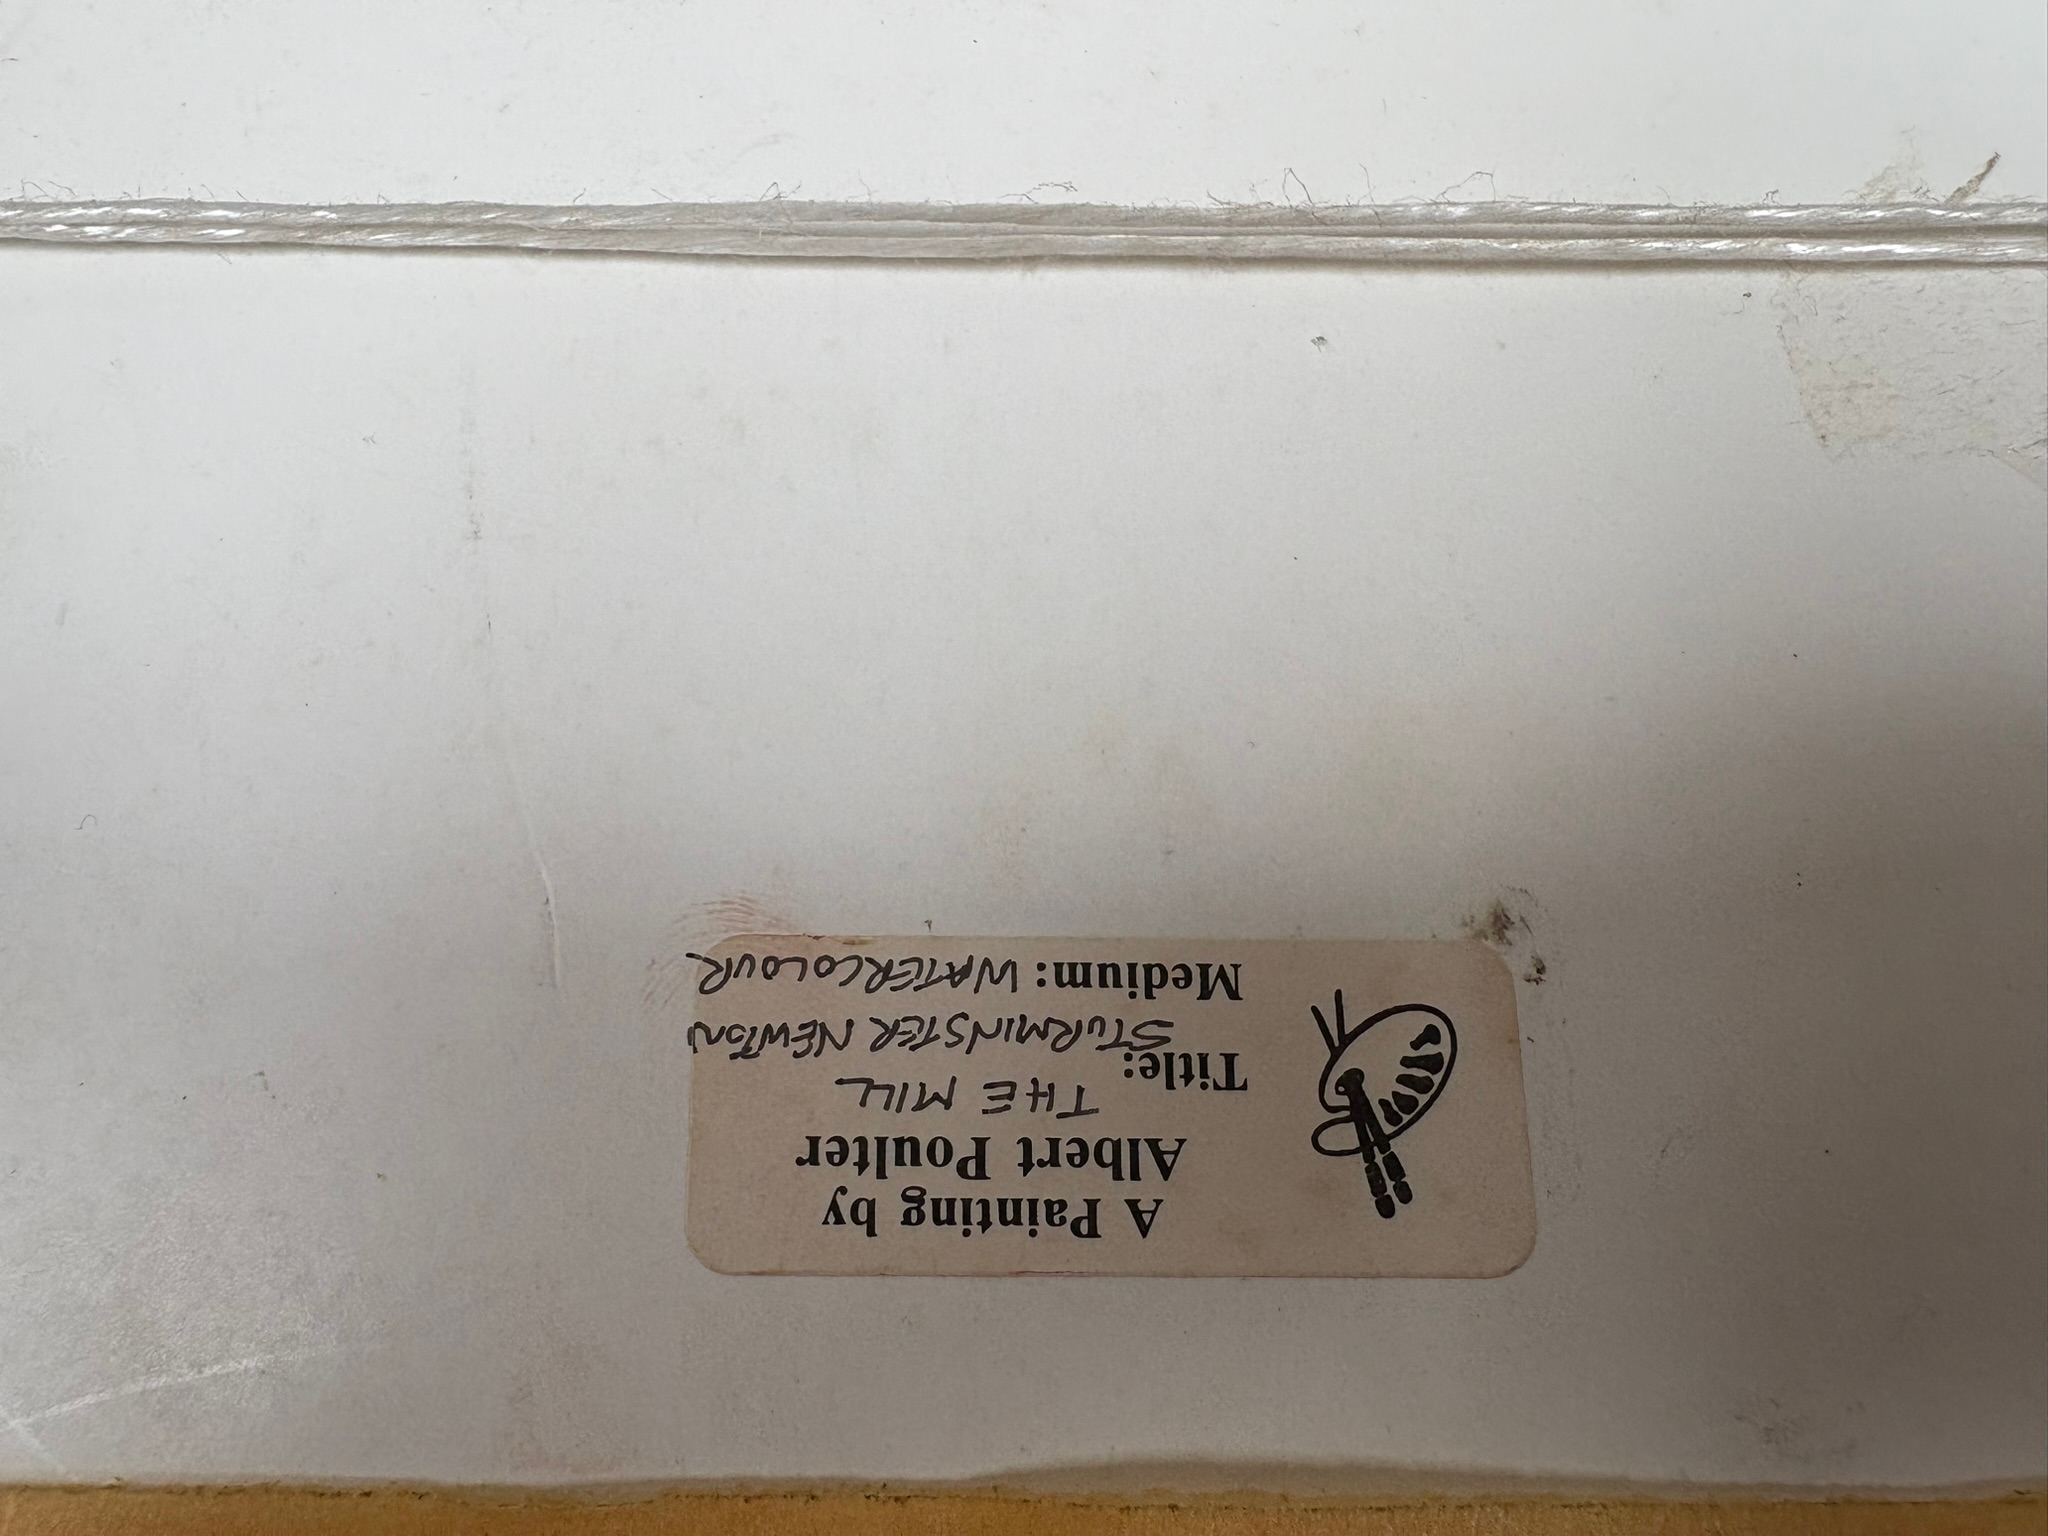 A Painting by
Albert Poulter
THE MILL
Title: STURMINSTER NEWTON
Medium: WATERCOLOUR